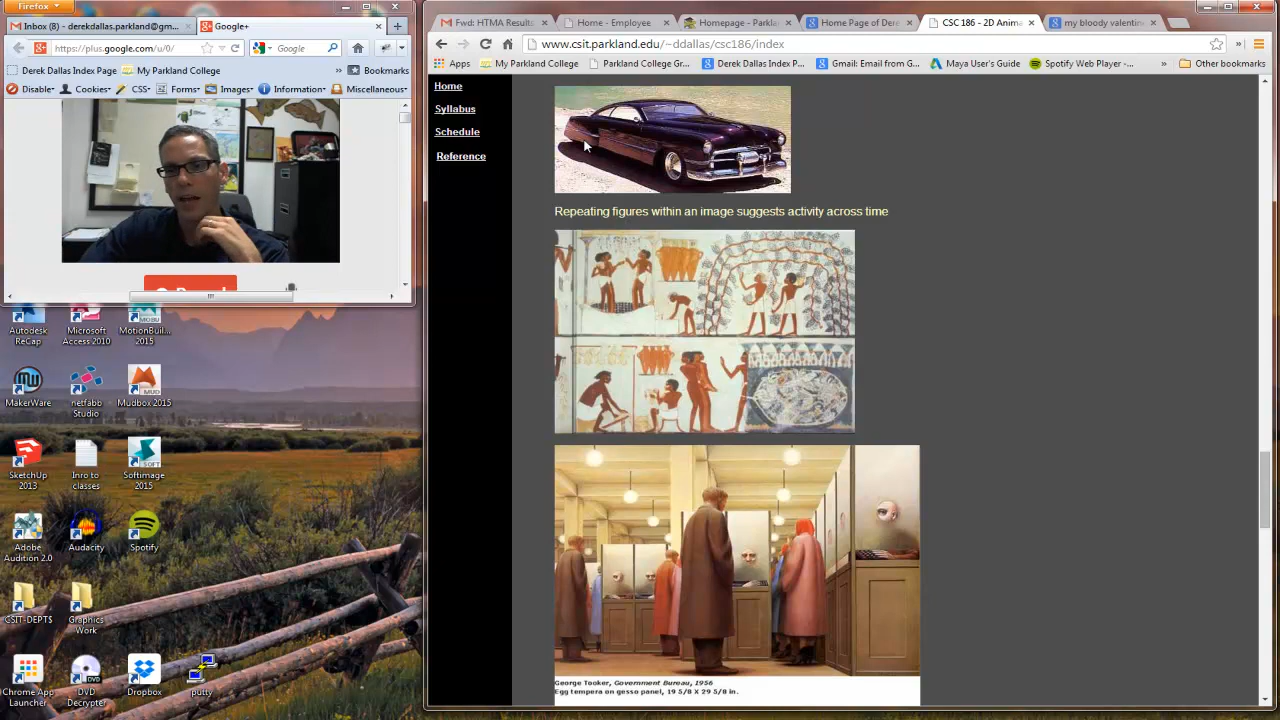 Firefox
Inbox (8) - derekdallas.parkland@gm...
Google+
https://plus.google.com/u/0/
Google
Derek Dallas Index Page
My Parkland College
»
Bookmarks
Disable
Cookies
CSS
Forms
Images
Information
Miscellaneous
Autodesk ReCap
Microsoft Access 2010
MotionBuil... 2015
MakerWare
netfabb Studio
Mudbox 2015
SketchUp 2013
Inro to classes
Softimage 2015
Adobe Audition 2.0
Audacity
Spotify
CSIT-DEPT$
Graphics Work
Chrome App Launcher
DVD Decrypter
Dropbox
putty
Fwd: HTMA Results
Home - Employee
Homepage - Parkla
Home Page of Dere
CSC 186 - 2D Anima
my bloody valentin
www.csit.parkland.edu/~ddallas/csc186/index
Apps
My Parkland College
Parkland College Gr...
Derek Dallas Index P...
Gmail: Email from G...
Maya User's Guide
Spotify Web Player -...
»
Other bookmarks
Home
Syllabus
Schedule
Reference
Repeating figures within an image suggests activity across time
George Tooker, Government Bureau, 1956
Egg tempera on gesso panel, 19 5/8 X 29 5/8 in.